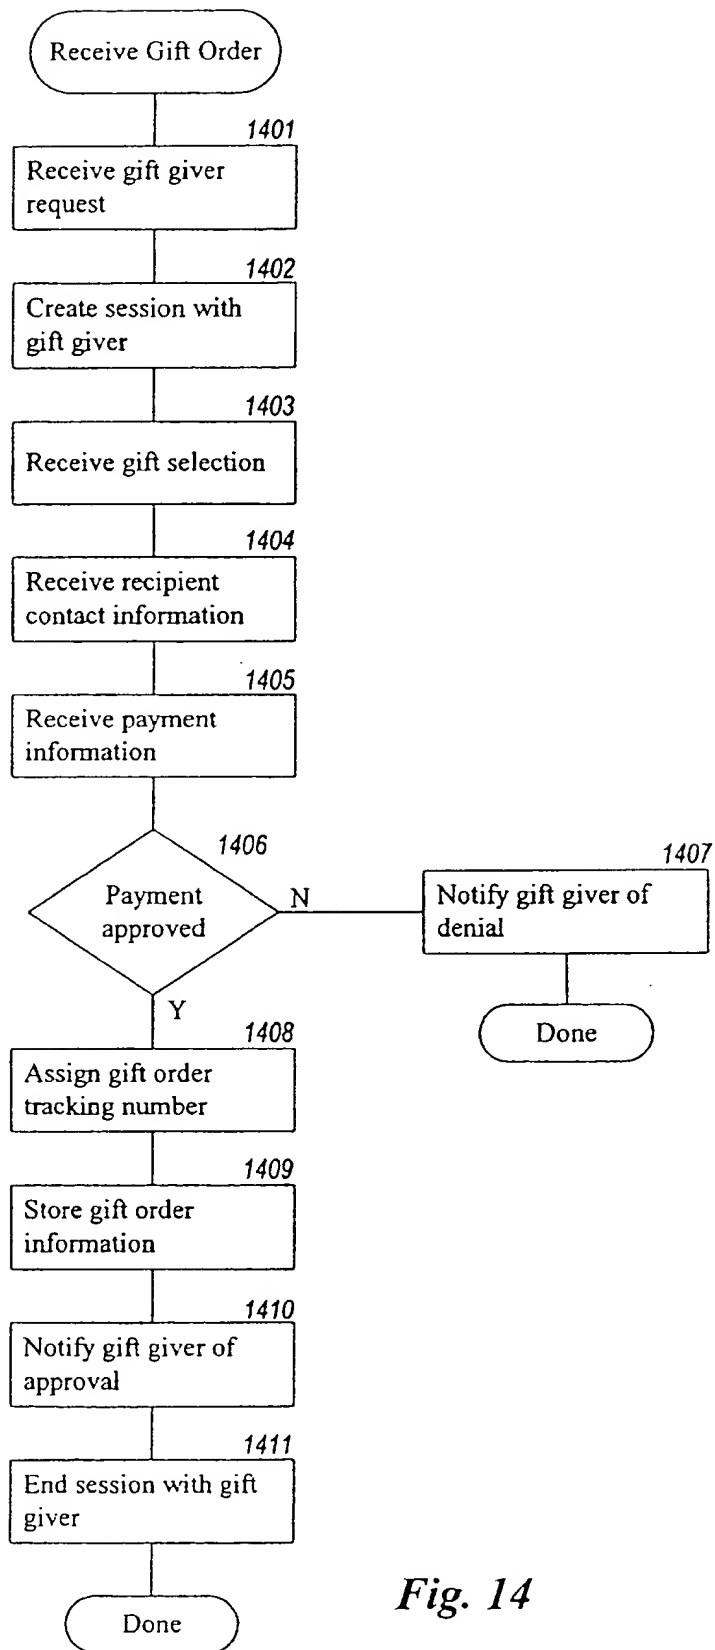 Receive Gift Order
1401
Receive gift giver
request
1402
Create session with
gift giver
1403
Receive gift selection
1404
Receive recipient
contact information
1405
Receive payment
information
1406
Payment
approved
N
1407
Notify gift giver of
denial
Done
Y
1408
Assign gift order
tracking number
1409
Store gift order
information
1410
Notify gift giver of
approval
1411
End session with gift
giver
Done
Fig. 14